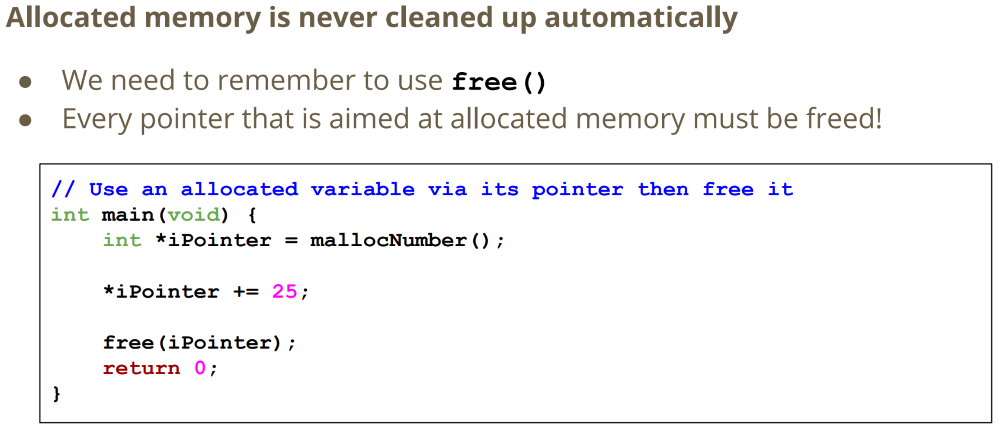 Allocated memory is never cleaned up automatically
● We need to remember to use free()
● Every pointer that is aimed at allocated memory must be freed!
// Use an allocated variable via its pointer then free it
int main(void) {
    int *iPointer = mallocNumber();
    *iPointer += 25;
    free(iPointer);
    return 0;
}